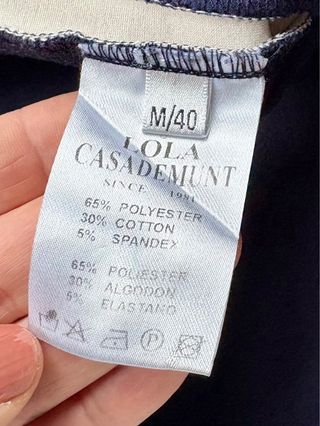 M/40
LOLA
CASADEMUNT
SINCE 1981
65% POLYESTER
30% COTTON
5% SPANDEX
65% POLIESTER
30% ALGODON
5% ELASTANO
P